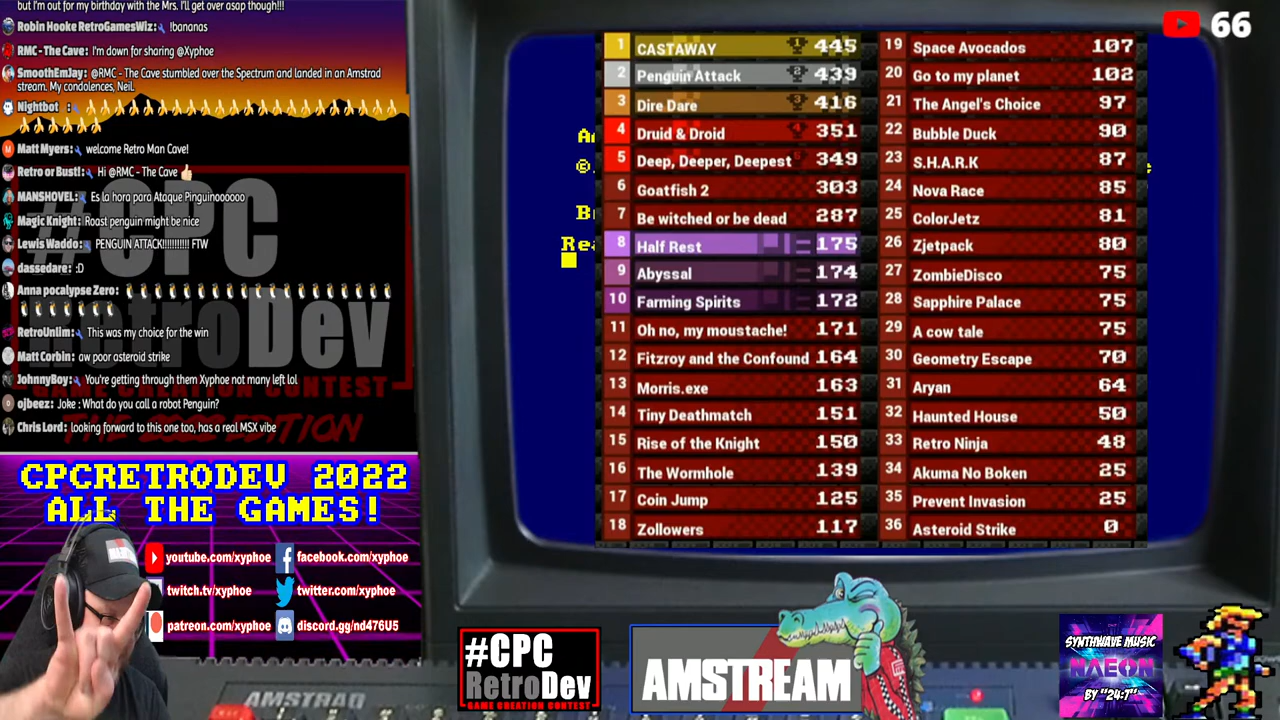 but I'm out for my birthday with the Mrs. I'll get over asap though!!!
Robin Hooke RetroGamesWiz: !bananas
RMC - The Cave: I'm down for sharing @Xyphoe
SmoothEmJay: @RMC - The Cave stumbled over the Spectrum and landed in an Amstrad
stream. My condolences, Neil.
Nightbot :
Matt Myers: welcome Retro Man Cave!
Retro or Bust!: Hi @RMC - The Cave
MANSHOVEL: Es la hora para Ataque Pinguinoooooo
Magic Knight: Roast penguin might be nice
Lewis Waddo: PENGUIN ATTACK!!!!!!!!!!! FTW
dassedare: :D
Anna pocalypse Zero:
RetroUnlim: This was my choice for the win
Matt Corbin: aw poor asteroid strike
JohnnyBoy: You're getting through them Xyphoe not many left lol
ojbeez: Joke : What do you call a robot Penguin?
Chris Lord: looking forward to this one too, has a real MSX vibe
#CPC
RetroDev
GAME CREATION CONTEST
THE 2022 EDITION
CPCRETRODEV 2022
ALL THE GAMES!
youtube.com/xyphoe
facebook.com/xyphoe
twitch.tv/xyphoe
twitter.com/xyphoe
patreon.com/xyphoe
discord.gg/nd476U5
66
1 CASTAWAY 445
2 Penguin Attack 439
3 Dire Dare 416
4 Druid & Droid 351
5 Deep, Deeper, Deepest 349
6 Goatfish 2 303
7 Be witched or be dead 287
8 Half Rest 175
9 Abyssal 174
10 Farming Spirits 172
11 Oh no, my moustache! 171
12 Fitzroy and the Confound 164
13 Morris.exe 163
14 Tiny Deathmatch 151
15 Rise of the Knight 150
16 The Wormhole 139
17 Coin Jump 125
18 Zollowers 117
19 Space Avocados 107
20 Go to my planet 102
21 The Angel's Choice 97
22 Bubble Duck 90
23 S.H.A.R.K 87
24 Nova Race 85
25 ColorJetz 81
26 Zjetpack 80
27 ZombieDisco 75
28 Sapphire Palace 75
29 A cow tale 75
30 Geometry Escape 70
31 Aryan 64
32 Haunted House 50
33 Retro Ninja 48
34 Akuma No Boken 25
35 Prevent Invasion 25
36 Asteroid Strike 0
AMSTRAD
#CPC
RetroDev
GAME CREATION CONTEST
AMSTREAM
SYNTHWAVE MUSIC
NAEON
BY "24:7"